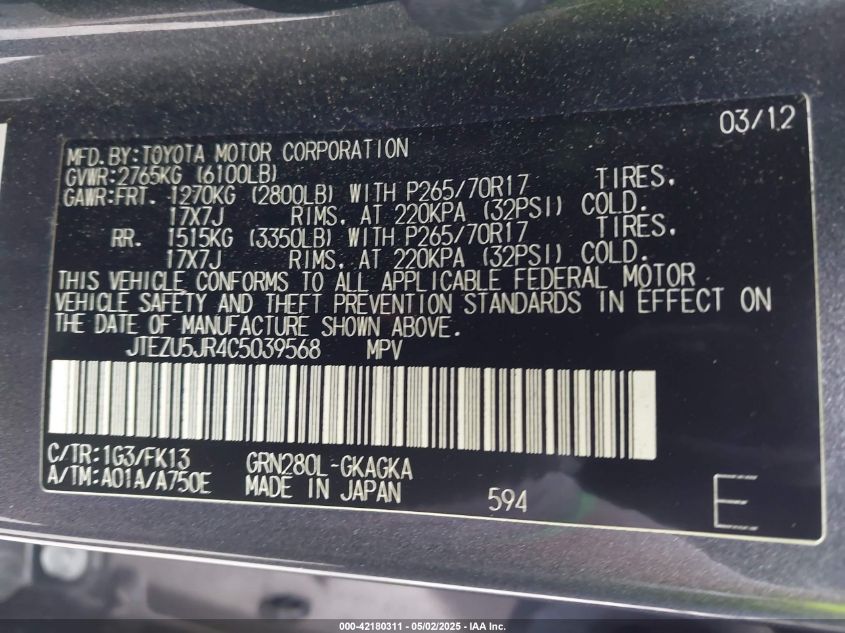 03/12
MFD.BY:TOYOTA MOTOR CORPORATION
GVWR:2765KG (6100LB)
GAWR:FRT. 1270KG (2800LB) WITH P265/70R17 TIRES,
17X7J RIMS, AT 220KPA (32PSI) COLD.
RR. 1515KG (3350LB) WITH P265/70R17 TIRES,
17X7J RIMS, AT 220KPA (32PSI) COLD.
THIS VEHICLE CONFORMS TO ALL APPLICABLE FEDERAL MOTOR
VEHICLE SAFETY AND THEFT PREVENTION STANDARDS IN EFFECT ON
THE DATE OF MANUFACTURE SHOWN ABOVE.
JTEZU5JR4C5039568 MPV
C/TR:1G3/FK13 GRN280L-GKAGKA
A/TM:A01A/A750E MADE IN JAPAN 594 E
000-42180311 - 05/02/2025 - IAA Inc.